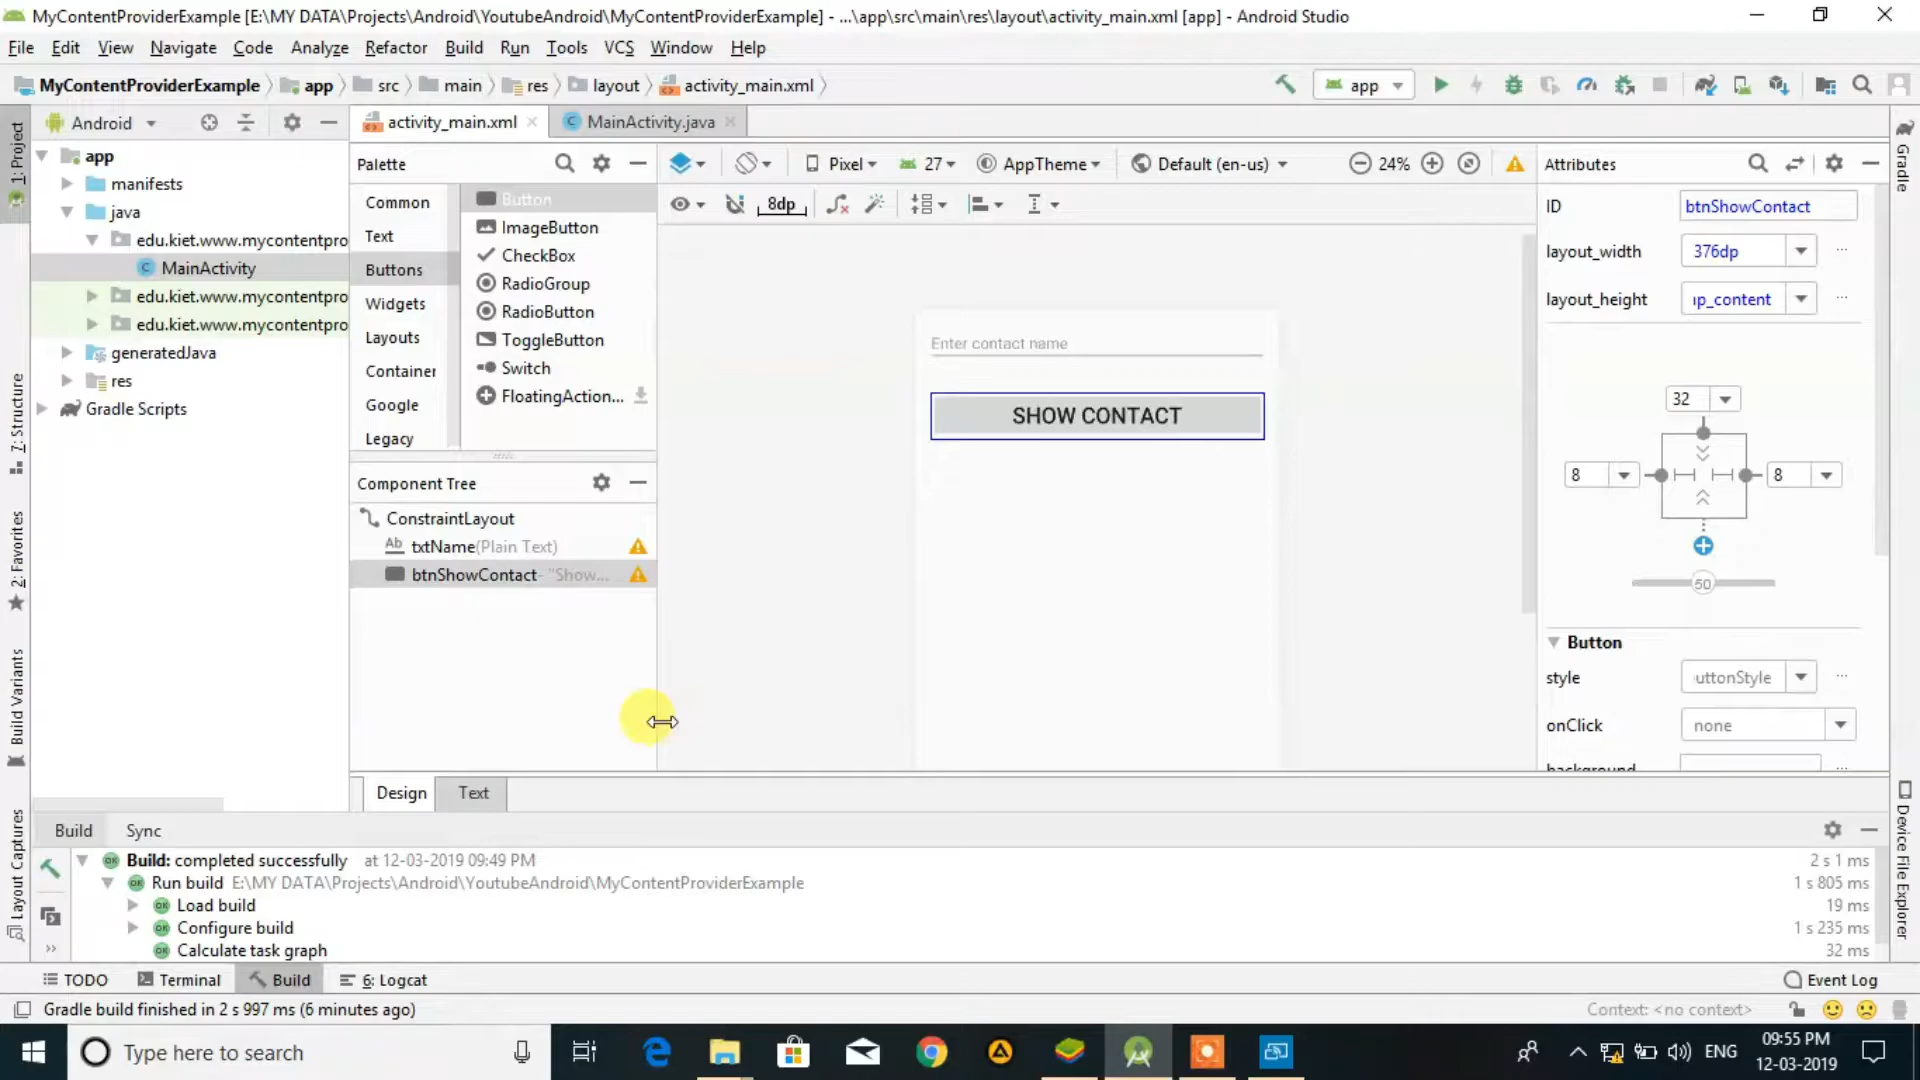 MyContentProviderExample [E:\MY DATA\Projects\Android\YoutubeAndroid\MyContentProviderExample] - ...\app\src\main\res\layout\activity_main.xml [app] - Android Studio
File Edit View Navigate Code Analyze Refactor Build Run Tools VCS Window Help
MyContentProviderExample app src main res layout activity_main.xml app
Android activity_main.xml MainActivity.java
Palette Pixel 27 AppTheme Default (en-us) 24% Attributes
1: Project
7: Structure
2: Favorites
Build Variants
Layout Captures
app
manifests
java
edu.kiet.www.mycontentpro
MainActivity
edu.kiet.www.mycontentpro
edu.kiet.www.mycontentpro
generatedJava
res
Gradle Scripts
Common
Text
Buttons
Widgets
Layouts
Container
Google
Legacy
Button
ImageButton
CheckBox
RadioGroup
RadioButton
ToggleButton
Switch
FloatingAction...
8dp
Component Tree
ConstraintLayout
Ab txtName(Plain Text)
btnShowContact- "Show...
Enter contact name
SHOW CONTACT
ID btnShowContact
layout_width 376dp ...
layout_height ıp_content ...
32
8 8
50
Button
style uttonStyle ...
onClick none
background ...
Gradle
Device File Explorer
Design Text
Build Sync
Build: completed successfully at 12-03-2019 09:49 PM 2 s 1 ms
Run build E:\MY DATA\Projects\Android\YoutubeAndroid\MyContentProviderExample 1 s 805 ms
Load build 19 ms
Configure build 1 s 235 ms
Calculate task graph 32 ms
TODO Terminal Build 6: Logcat Event Log
Gradle build finished in 2 s 997 ms (6 minutes ago) Context: <no context>
Type here to search ENG 09:55 PM
12-03-2019